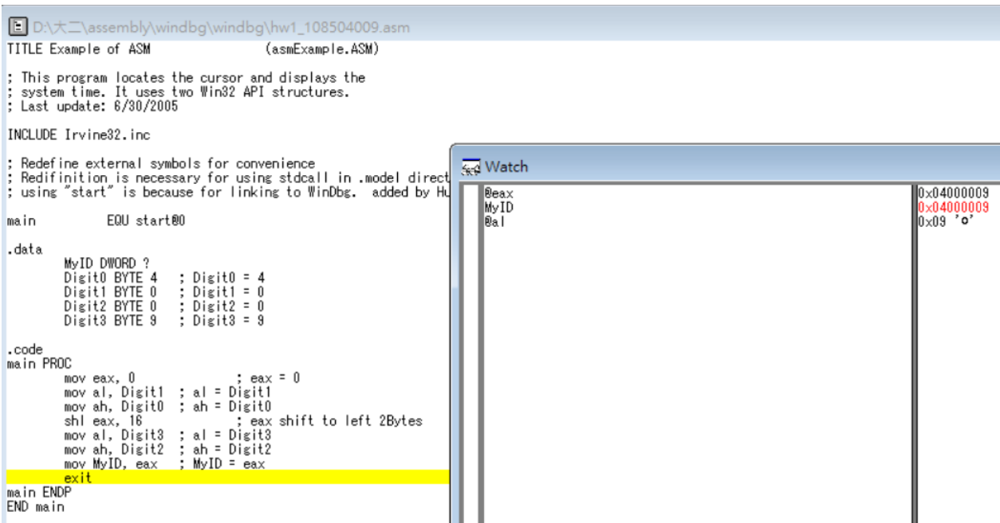 D:\大二\assembly\windbg\windbg\hw1_108504009.asm
TITLE Example of ASM (asmExample.ASM)
; This program locates the cursor and displays the
; system time. It uses two Win32 API structures.
; Last update: 6/30/2005
INCLUDE Irvine32.inc
; Redefine external symbols for convenience
; Redifinition is necessary for using stdcall in .model direct
; using "start" is because for linking to WinDbg. added by Hu
main EQU start@0
.data
MyID DWORD ?
Digit0 BYTE 4 ; Digit0 = 4
Digit1 BYTE 0 ; Digit1 = 0
Digit2 BYTE 0 ; Digit2 = 0
Digit3 BYTE 9 ; Digit3 = 9
.code
main PROC
mov eax, 0 ; eax = 0
mov al, Digit1 ; al = Digit1
mov ah, Digit0 ; ah = Digit0
shl eax, 16 ; eax shift to left 2Bytes
mov al, Digit3 ; al = Digit3
mov ah, Digit2 ; ah = Digit2
mov MyID, eax ; MyID = eax
exit
main ENDP
END main
Watch
@eax 0x04000009
MyID 0x04000009
@al 0x09 'o'